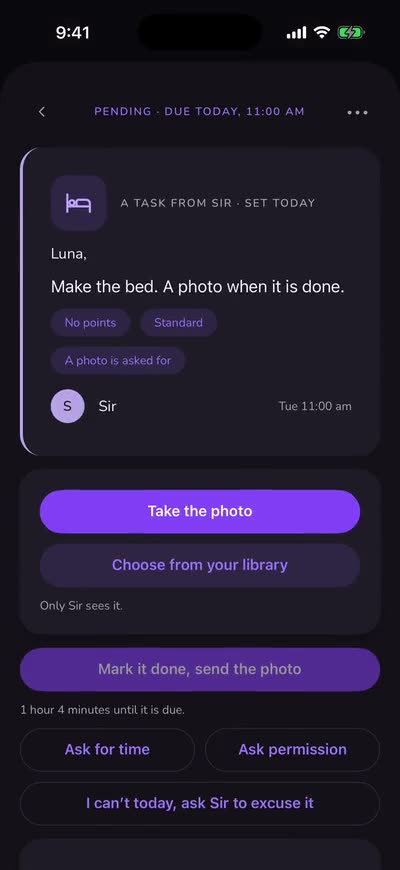 9:41
PENDING · DUE TODAY, 11:00 AM
A TASK FROM SIR · SET TODAY
Luna,
Make the bed. A photo when it is done.
No points
Standard
A photo is asked for
S
Sir
Tue 11:00 am
Take the photo
Choose from your library
Only Sir sees it.
Mark it done, send the photo
1 hour 4 minutes until it is due.
Ask for time
Ask permission
I can’t today, ask Sir to excuse it